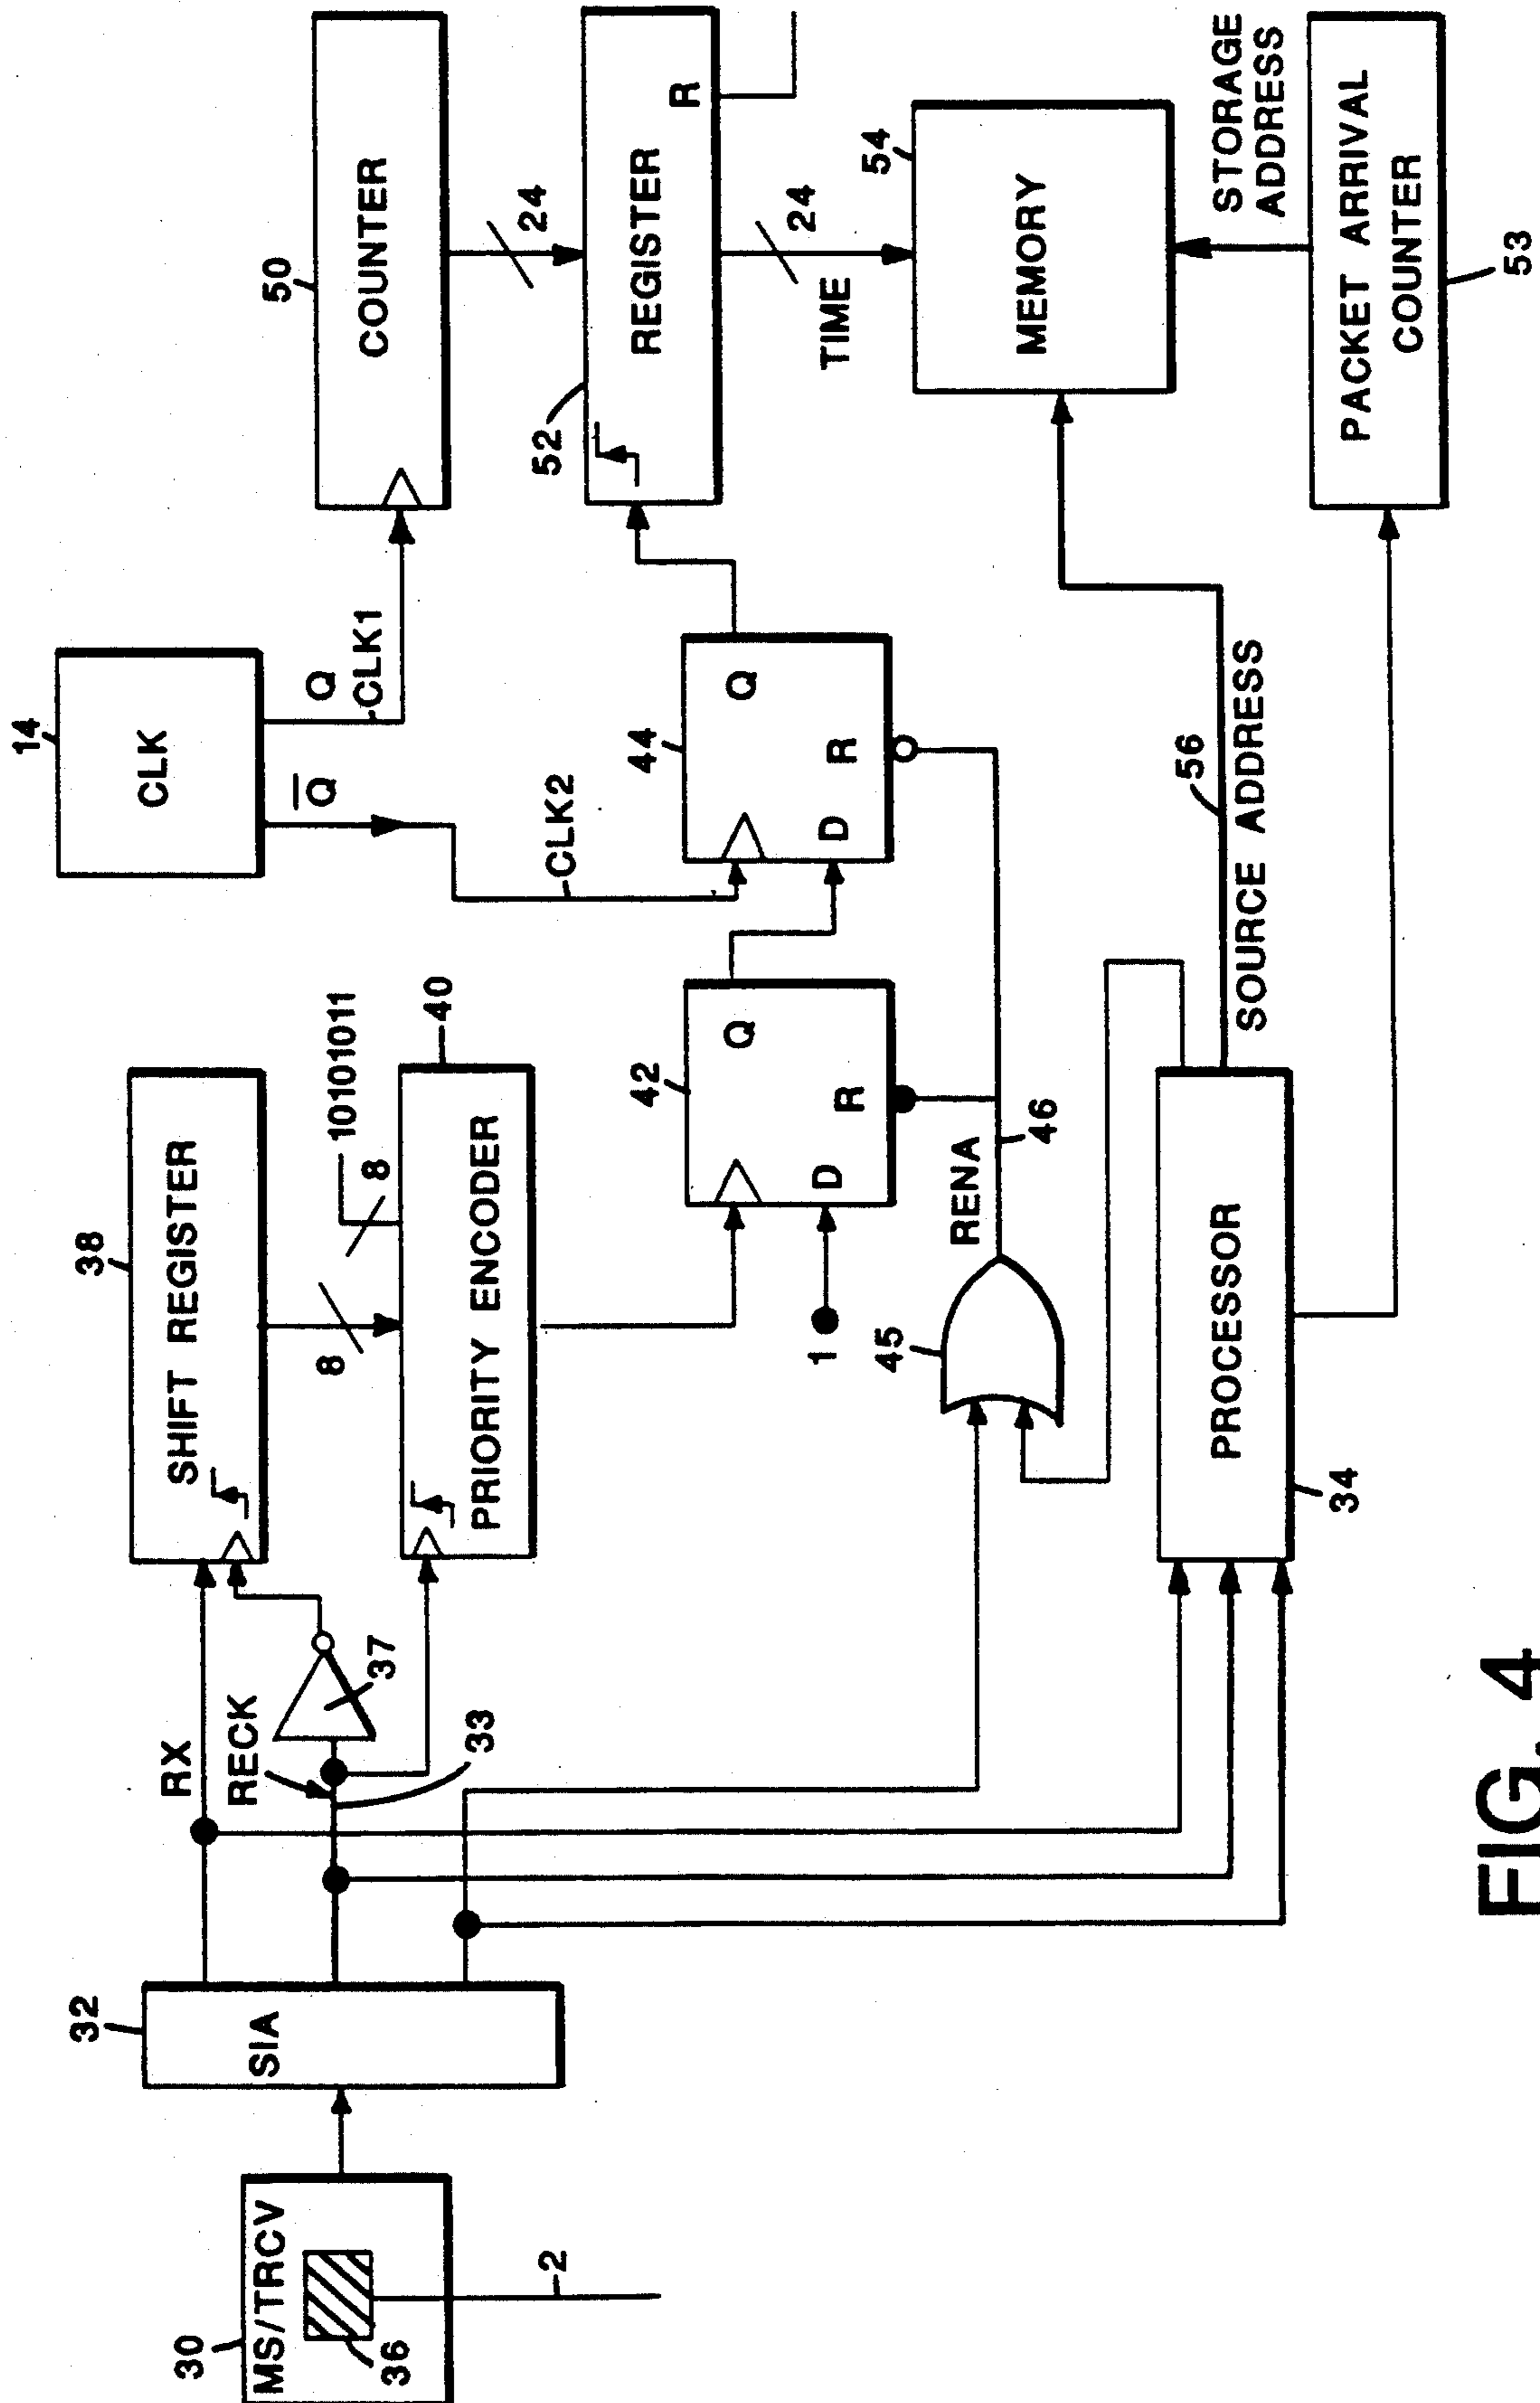 30
MS/TRCV
36
2
32
SIA
RX
RECK
33
37
38
SHIFT REGISTER
8
8
10101011
40
PRIORITY ENCODER
42
Q
D
R
1
45
RENA
46
44
Q
D
R
14
CLK
Q
Q
CLK1
CLK2
50
COUNTER
24
52
REGISTER
R
24
TIME
54
MEMORY
STORAGE
ADDRESS
PACKET ARRIVAL
COUNTER
53
56
SOURCE ADDRESS
PROCESSOR
34
FIG. 4